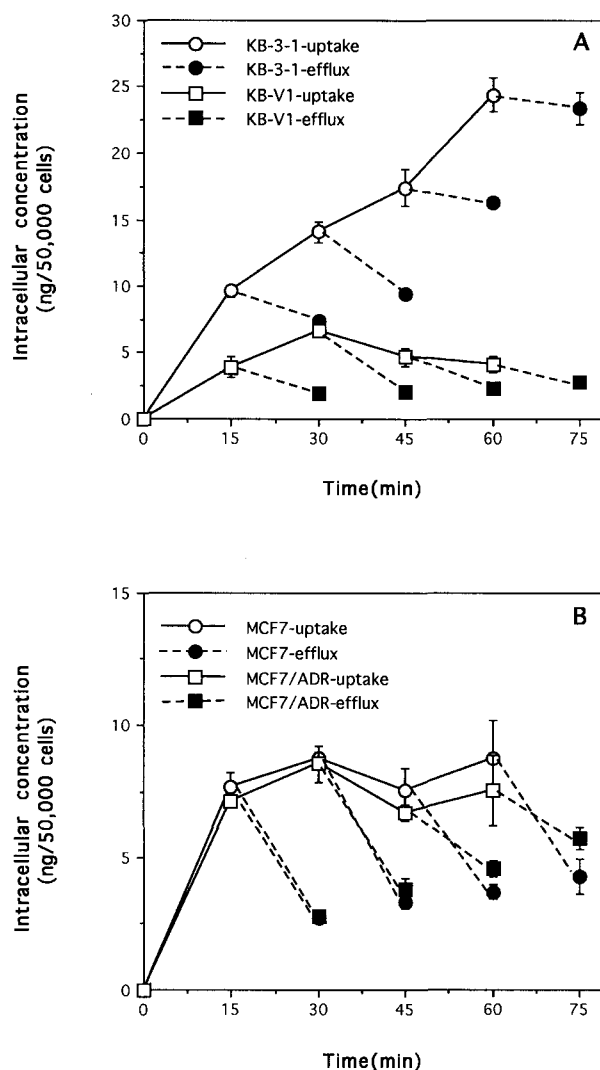 A
KB-3-1-uptake
KB-3-1-efflux
KB-V1-uptake
KB-V1-efflux
Intracellular concentration
(ng/50,000 cells)
30
25
20
15
10
5
0
0 15 30 45 60 75
Time(min)
B
MCF7-uptake
MCF7-efflux
MCF7/ADR-uptake
MCF7/ADR-efflux
Intracellular concentration
(ng/50,000 cells)
15
10
5
0
0 15 30 45 60 75
Time(min)